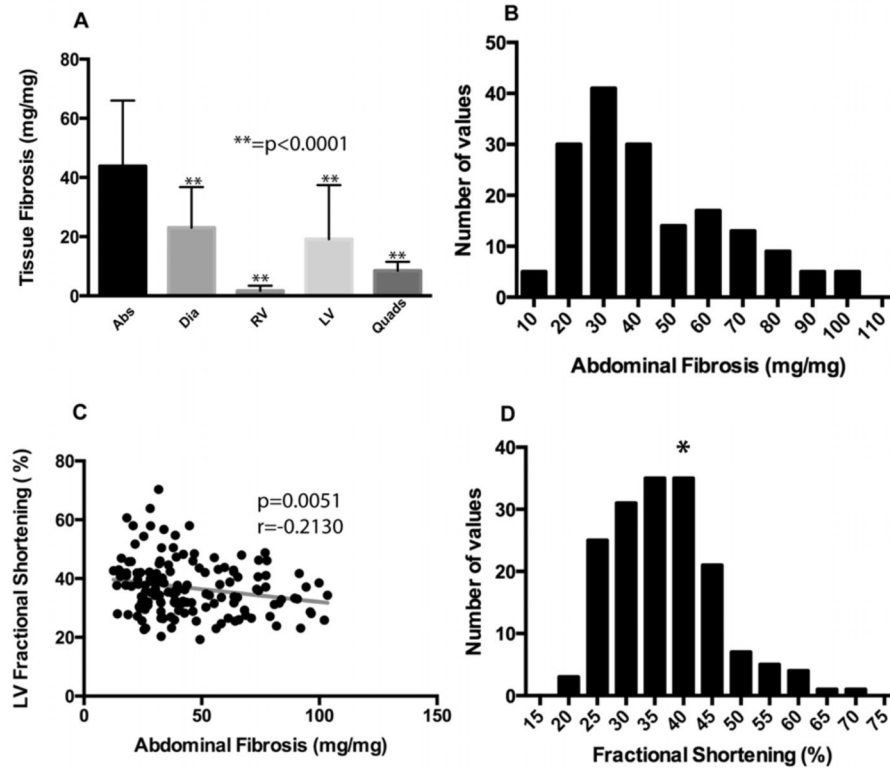 A
Tissue Fibrosis (mg/mg)
80
60
40
20
0
**=p<0.0001
**
**
**
**
Abs
Dia
RV
LV
Quads
B
Number of values
50
40
30
20
10
0
10
20
30
40
50
60
70
80
90
100
110
Abdominal Fibrosis (mg/mg)
C
LV Fractional Shortening ( %)
80
60
40
20
0
p=0.0051
r=-0.2130
0
50
100
150
Abdominal Fibrosis (mg/mg)
D
Number of values
40
30
20
10
0
*
15
20
25
30
35
40
45
50
55
60
65
70
75
Fractional Shortening (%)